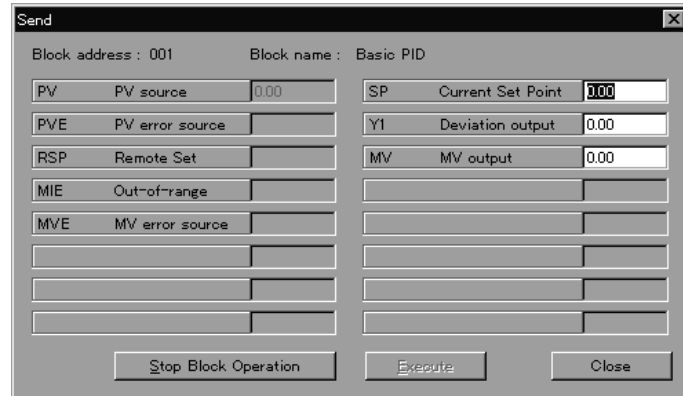 Send
Block address : 001 Block name : Basic PID
PV PV source 0.00 SP Current Set Point 0.00
PVE PV error source Y1 Deviation output 0.00
RSP Remote Set MV MV output 0.00
MIE Out-of-range
MVE MV error source
Stop Block Operation Execute Close